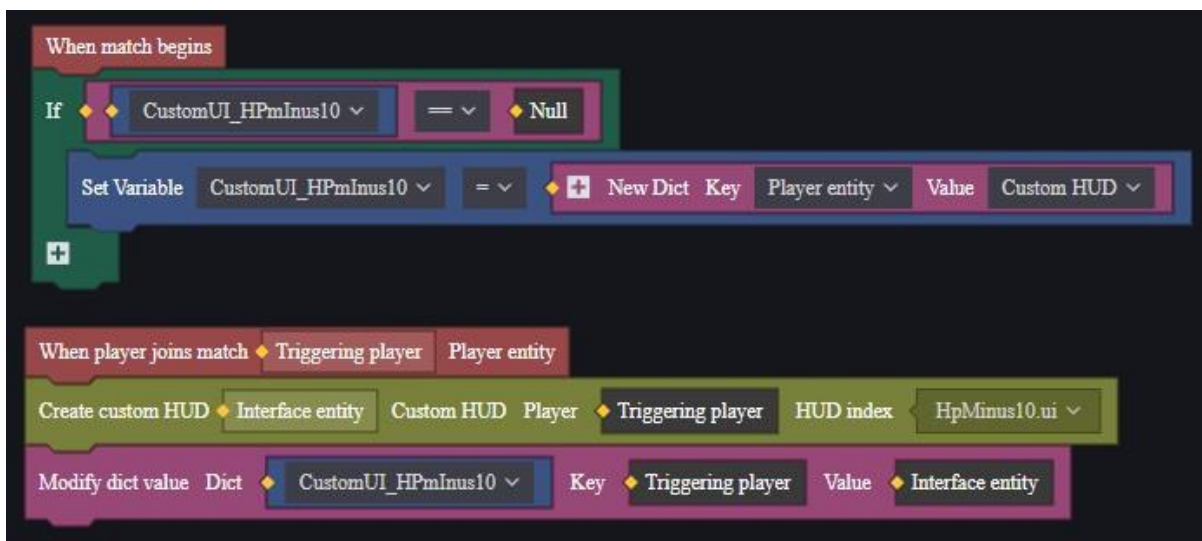 When match begins
If CustomUI_HPmInus10 == Null
Set Variable CustomUI_HPmInus10 = New Dict Key Player entity Value Custom HUD
When player joins match Triggering player Player entity
Create custom HUD Interface entity Custom HUD Player Triggering player HUD index HpMinus10.ui
Modify dict value Dict CustomUI_HPmInus10 Key Triggering player Value Interface entity